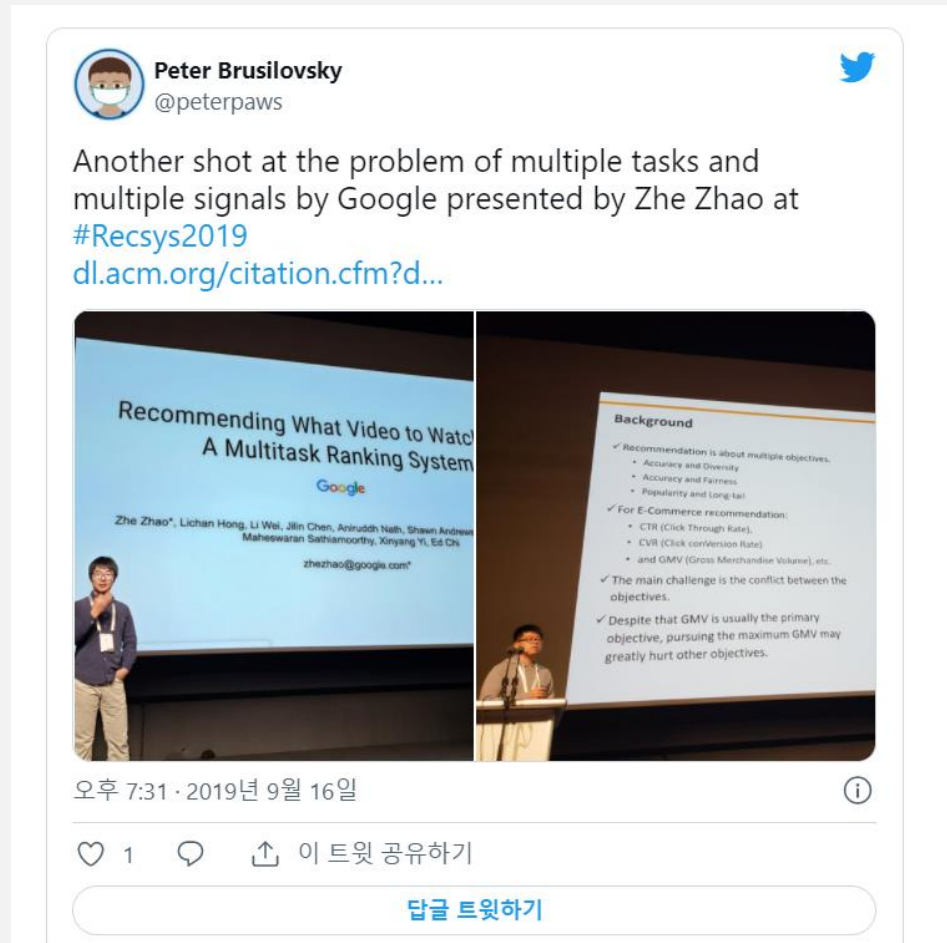 Peter Brusilovsky
@peterpaws
Another shot at the problem of multiple tasks and
multiple signals by Google presented by Zhe Zhao at
#Recsys2019
dl.acm.org/citation.cfm?d...
Recommending What Video to Watch
A Multitask Ranking System
Google
Zhe Zhao*, Lichan Hong, Li Wei, Jilin Chen, Aniruddh Nath, Shawn Andrews
Maheswaran Sathiamoorthy, Xinyang Yi, Ed Chi
zhezhao@google.com*
Background
✓ Recommendation is about multiple objectives.
• Accuracy and Diversity
• Accuracy and Fairness
• Popularity and Long-tail
✓ For E-Commerce recommendation:
• CTR (Click Through Rate),
• CVR (Click conVersion Rate)
• and GMV (Gross Merchandise Volume), etc.
✓ The main challenge is the conflict between the
objectives.
✓ Despite that GMV is usually the primary
objective, pursuing the maximum GMV may
greatly hurt other objectives.
오후 7:31 · 2019년 9월 16일
1
이 트윗 공유하기
답글 트윗하기